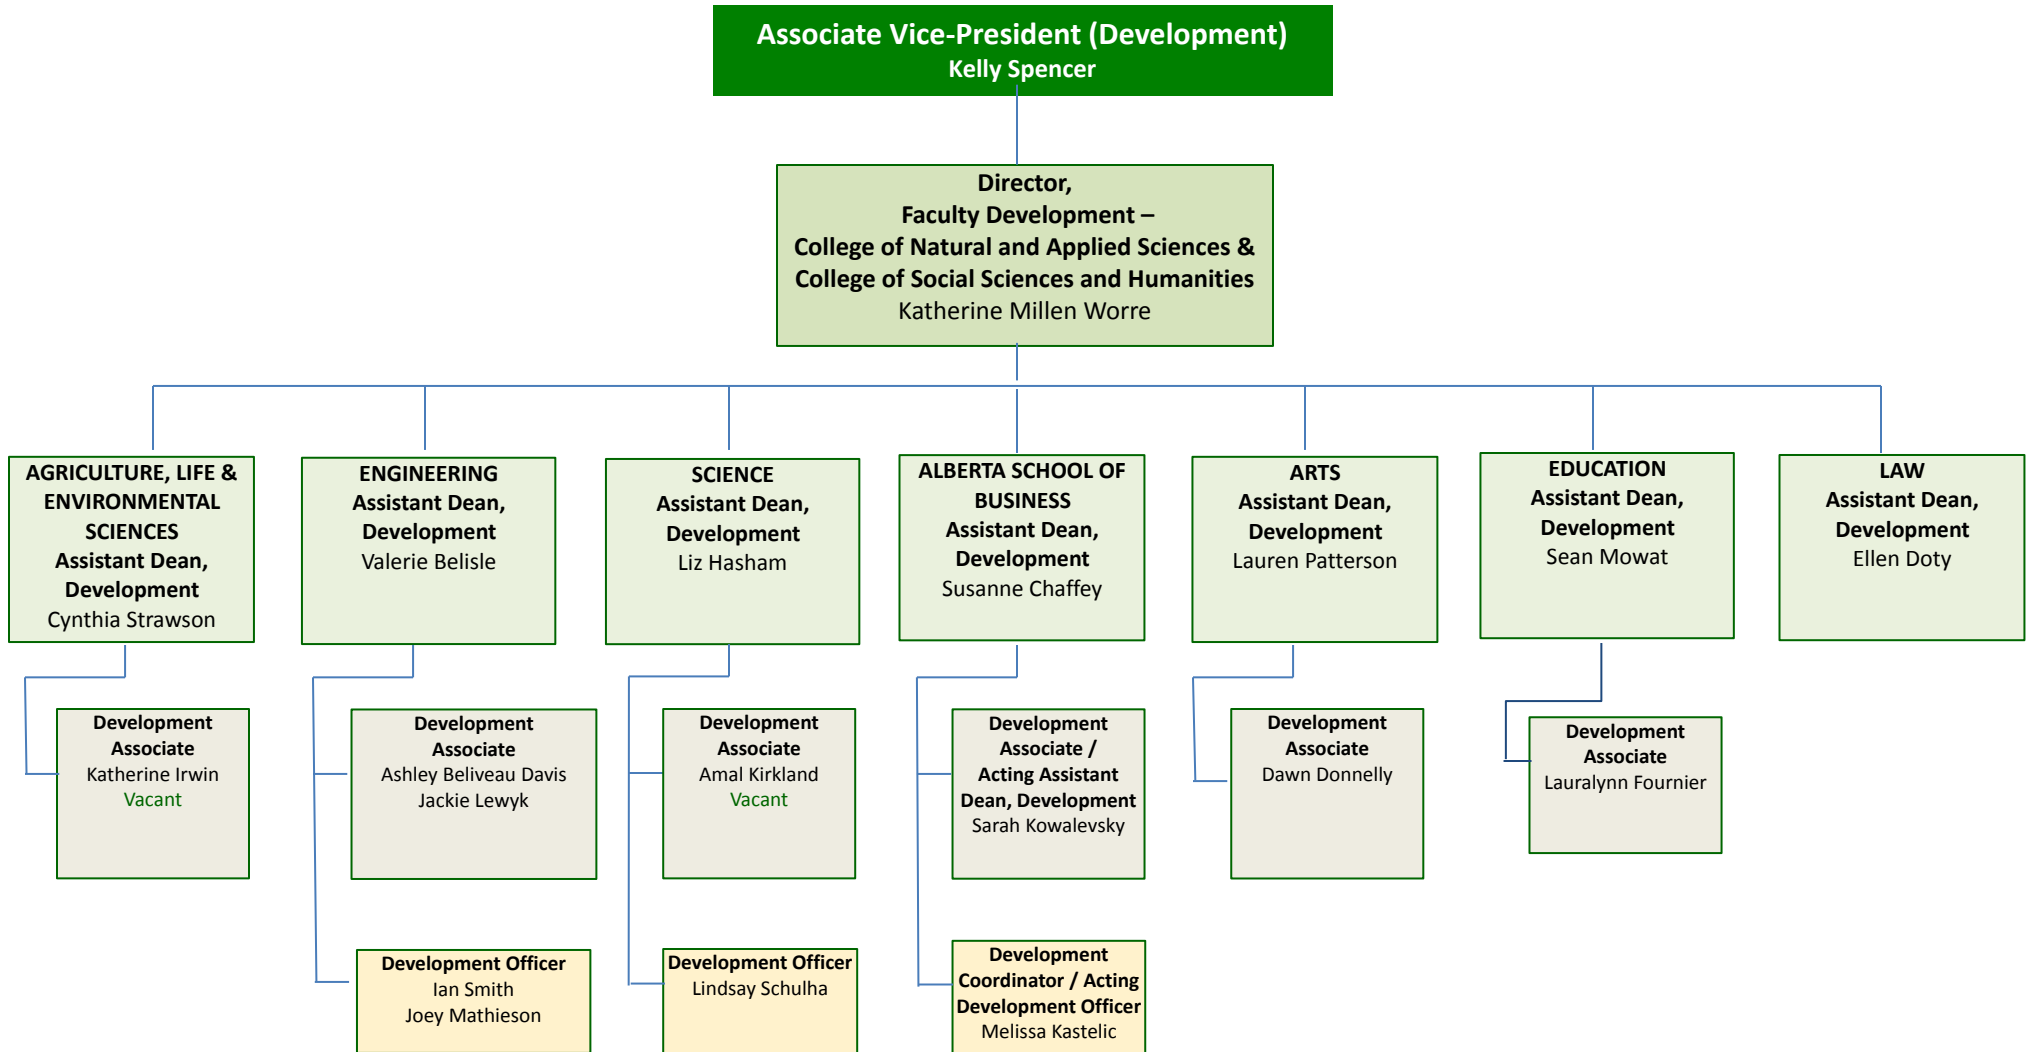 Associate Vice-President (Development)
Kelly Spencer
Director,
Faculty Development –
College of Natural and Applied Sciences &
College of Social Sciences and Humanities
Katherine Millen Worre
AGRICULTURE, LIFE &
ENVIRONMENTAL
SCIENCES
Assistant Dean,
Development
Cynthia Strawson
ENGINEERING
Assistant Dean,
Development
Valerie Belisle
SCIENCE
Assistant Dean,
Development
Liz Hasham
ALBERTA SCHOOL OF
BUSINESS
Assistant Dean,
Development
Susanne Chaffey
ARTS
Assistant Dean,
Development
Lauren Patterson
EDUCATION
Assistant Dean,
Development
Sean Mowat
LAW
Assistant Dean,
Development
Ellen Doty
Development
Associate
Katherine Irwin
Vacant
Development
Associate
Ashley Beliveau Davis
Jackie Lewyk
Development
Associate
Amal Kirkland
Vacant
Development
Associate /
Acting Assistant
Dean, Development
Sarah Kowalevsky
Development
Associate
Dawn Donnelly
Development
Associate
Lauralynn Fournier
Development Officer
Ian Smith
Joey Mathieson
Development Officer
Lindsay Schulha
Development
Coordinator / Acting
Development Officer
Melissa Kastelic